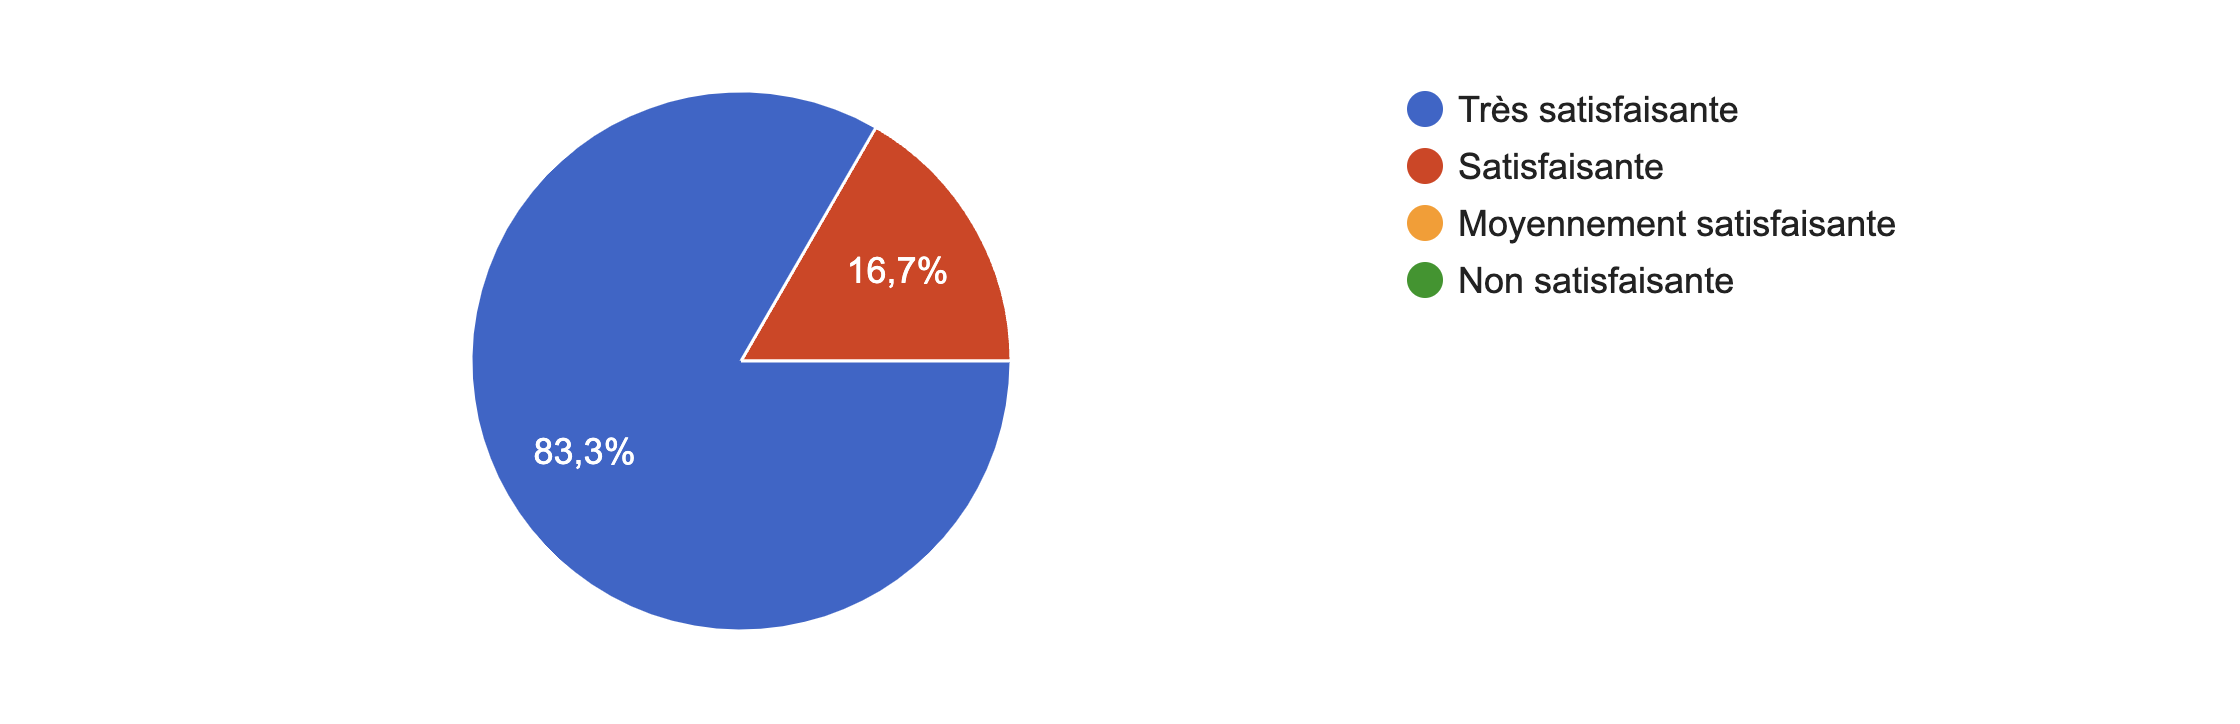 Très satisfaisante
Satisfaisante
Moyennement satisfaisante
Non satisfaisante
16,7%
83,3%